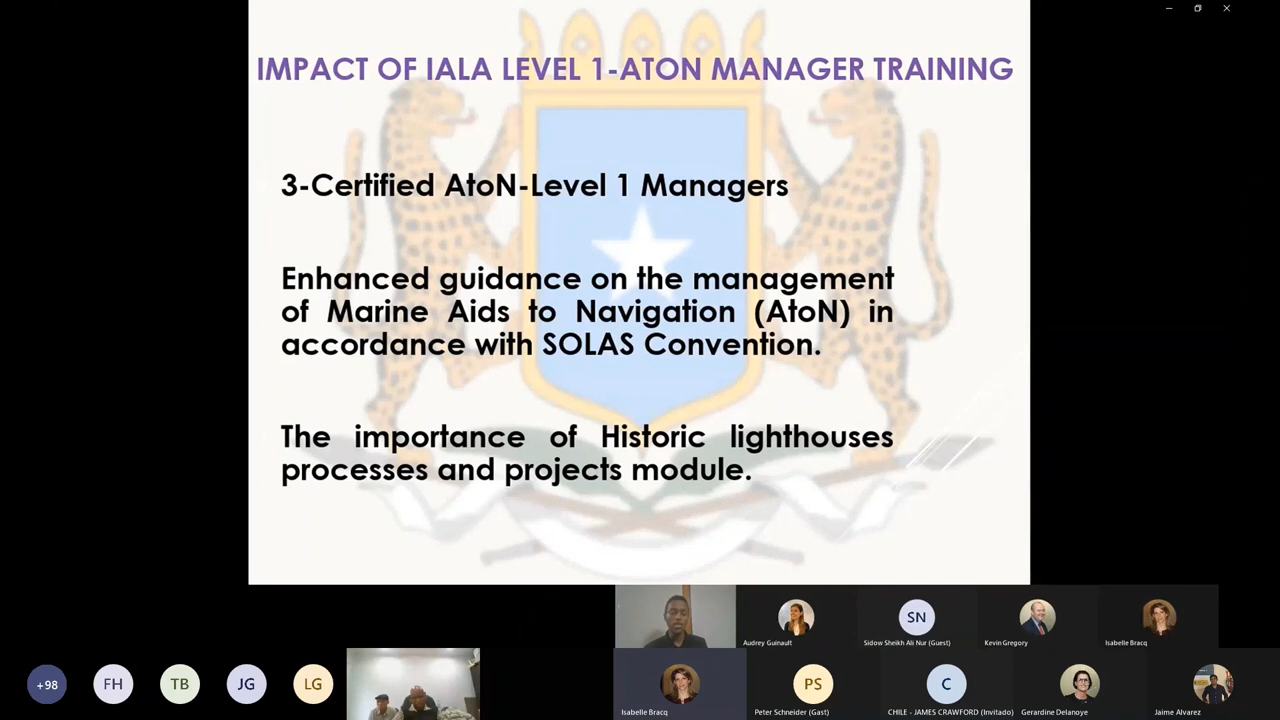 IMPACT OF IALA LEVEL 1-ATON MANAGER TRAINING
3-Certified AtoN-Level 1 Managers
Enhanced guidance on the management
of Marine Aids to Navigation (AtoN) in
accordance with SOLAS Convention.
The importance of Historic lighthouses
processes and projects module.
SN
Audrey Guinault
Sidow Sheikh Ali Nur (Guest)
Kevin Gregory
Isabelle Bracq
+98
FH
TB
JG
LG
PS
C
Isabelle Bracq
Peter Schneider (Gast)
CHILE - JAMES CRAWFORD (Invitado)
Gerardine Delanoye
Jaime Alvarez